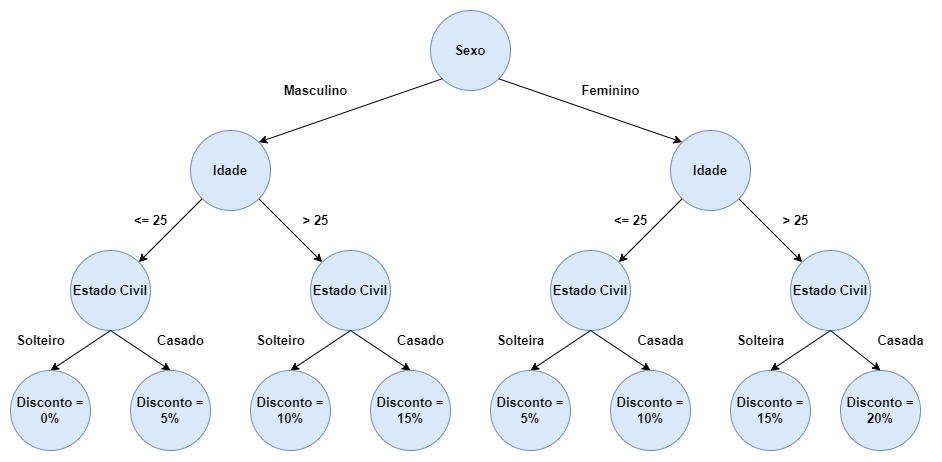 Sexo
Masculino
Feminino
Idade
Idade
<= 25
> 25
<= 25
> 25
Estado Civil
Estado Civil
Estado Civil
Estado Civil
Solteiro
Casado
Solteiro
Casado
Solteira
Casada
Solteira
Casada
Disconto =
0%
Disconto =
5%
Disconto =
10%
Disconto =
15%
Disconto =
5%
Disconto =
10%
Disconto =
15%
Disconto =
20%